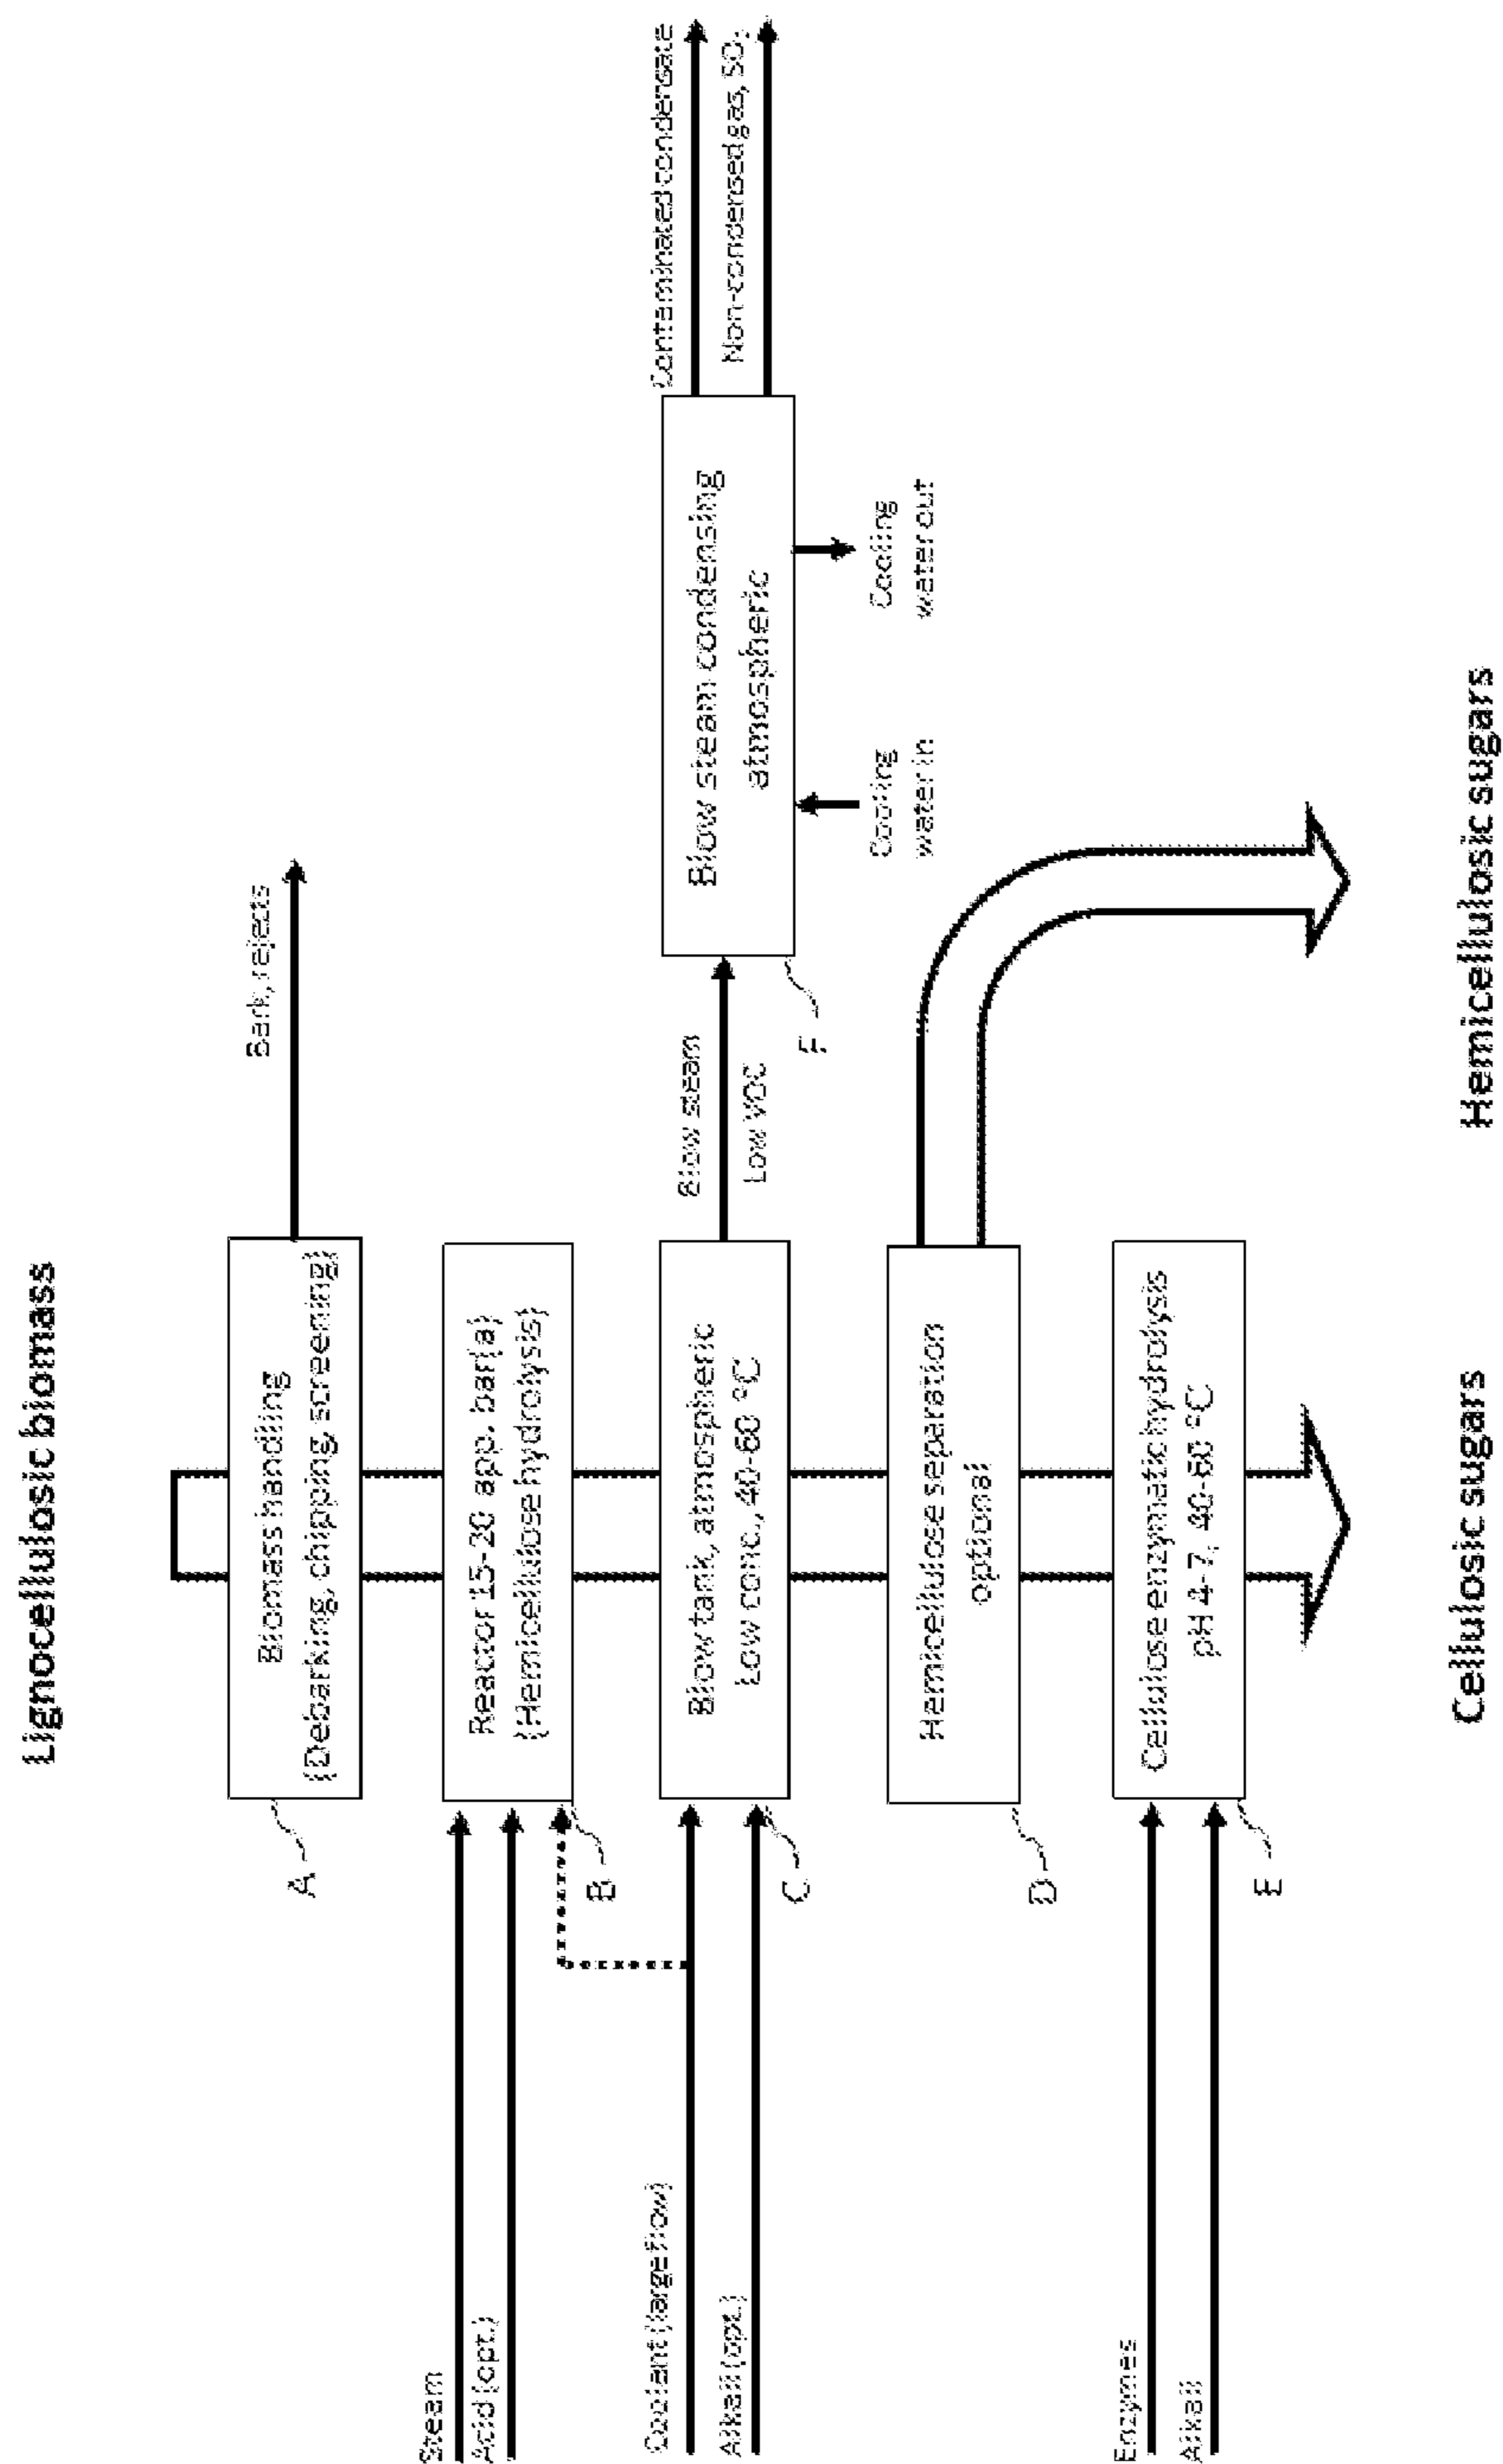 Lignocellulosic biomass
Biomass handling
(Debarking, chipping, screening)
Bark, rejects
A
Steam
Acid (opt.)
Reactor 15-20 app. bar(a)
(Hemicellulose hydrolysis)
B
Coolant (large flow)
Alkali (opt.)
Blow tank, atmospheric
Low conc., 40-60 °C
C
Blow steam
Low VOC
Blow steam condensing
atmospheric
F
Contaminated condensate
Non-condensed gas, SO2
Cooling
water in
Cooling
water out
Hemicellulose separation
optional
D
Enzymes
Alkali
Cellulose enzymatic hydrolysis
pH 4-7, 40-60 °C
E
Cellulosic sugars
Hemicellulosic sugars